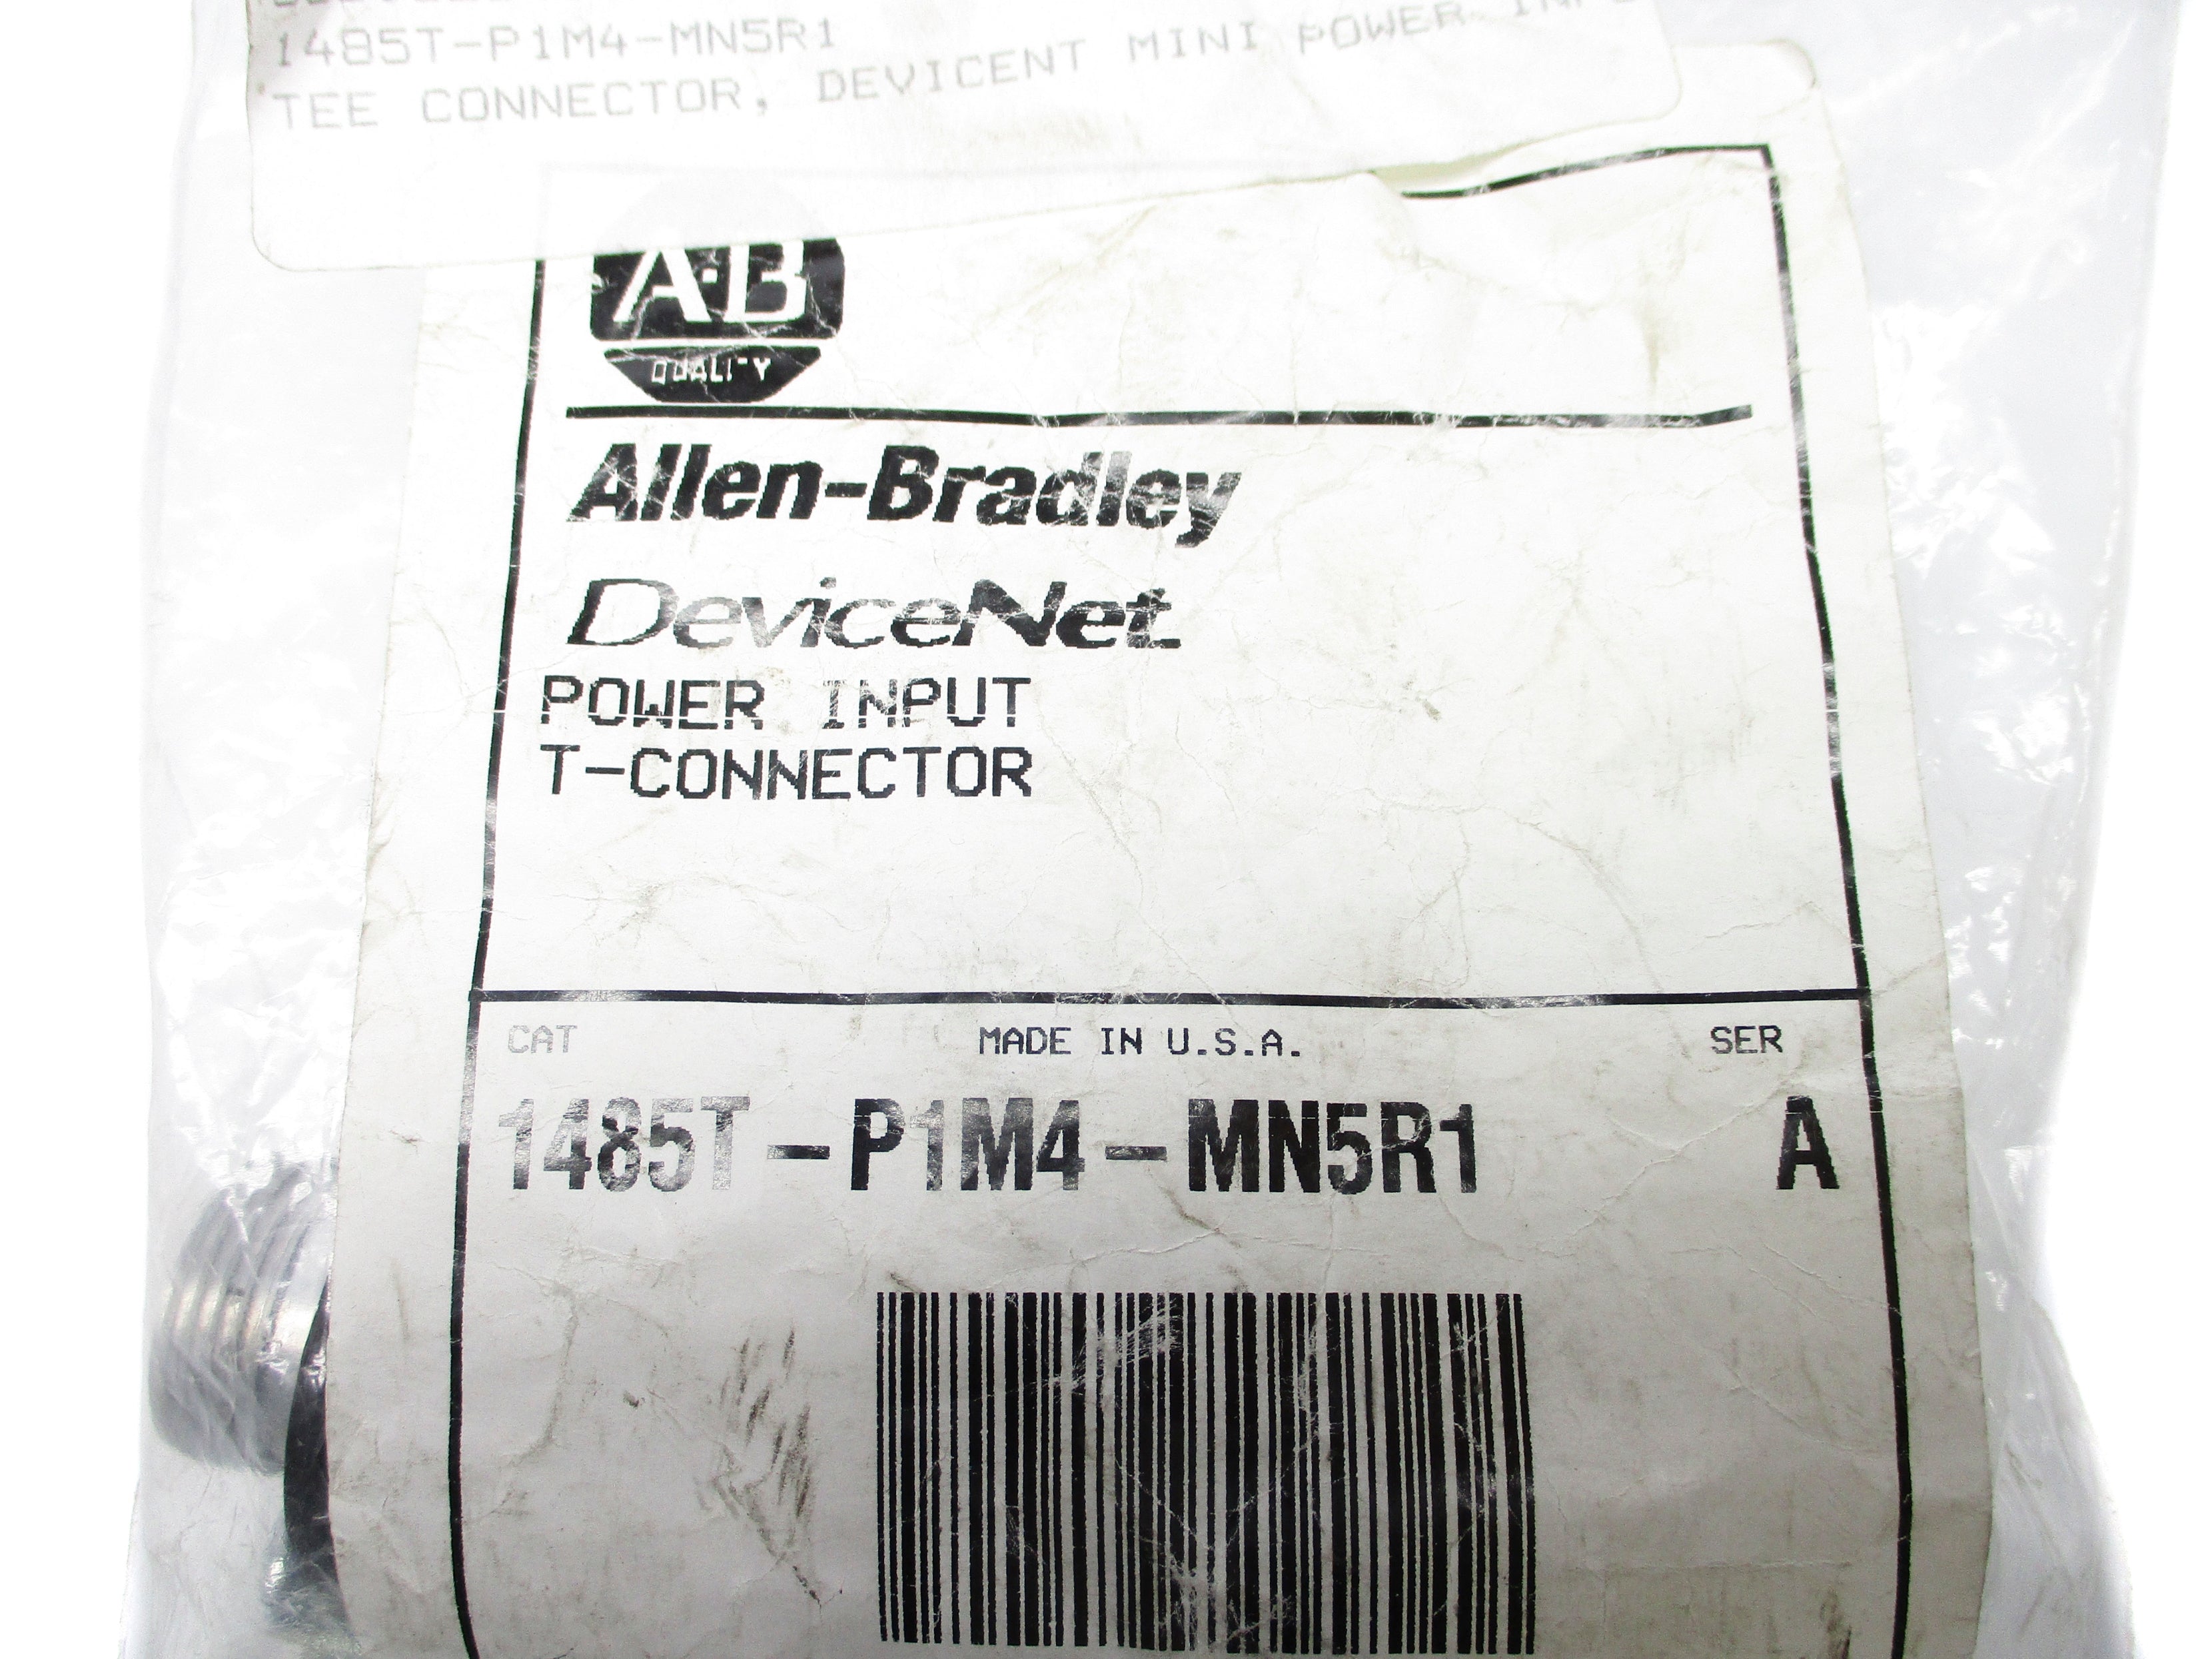 1485T-P1M4-MN5R1
TEE CONNECTOR, DEVICENT MINI POWER
A-B
QUALITY
Allen-Bradley
DeviceNet
POWER INPUT
T-CONNECTOR
CAT MADE IN U.S.A. SER
1485T-P1M4-MN5R1 A